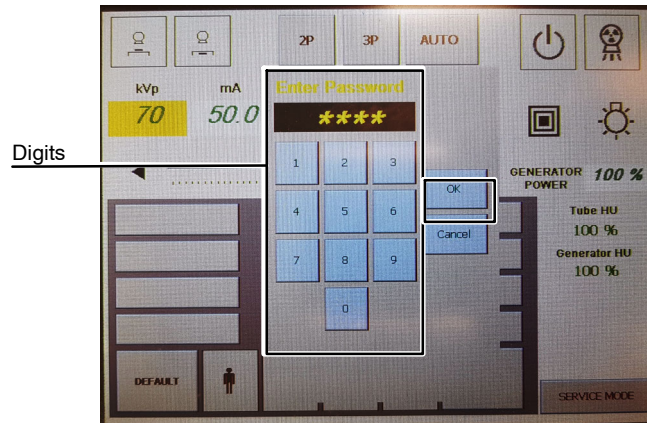 2P 3P AUTO
kVp mA
Enter Password
70 50.0
****
Digits
1 2 3
GENERATOR POWER 100 %
OK
4 5 6
Tube HU
100 %
Cancel
Generator HU
100 %
7 8 9
0
DEFAULT
SERVICE MODE